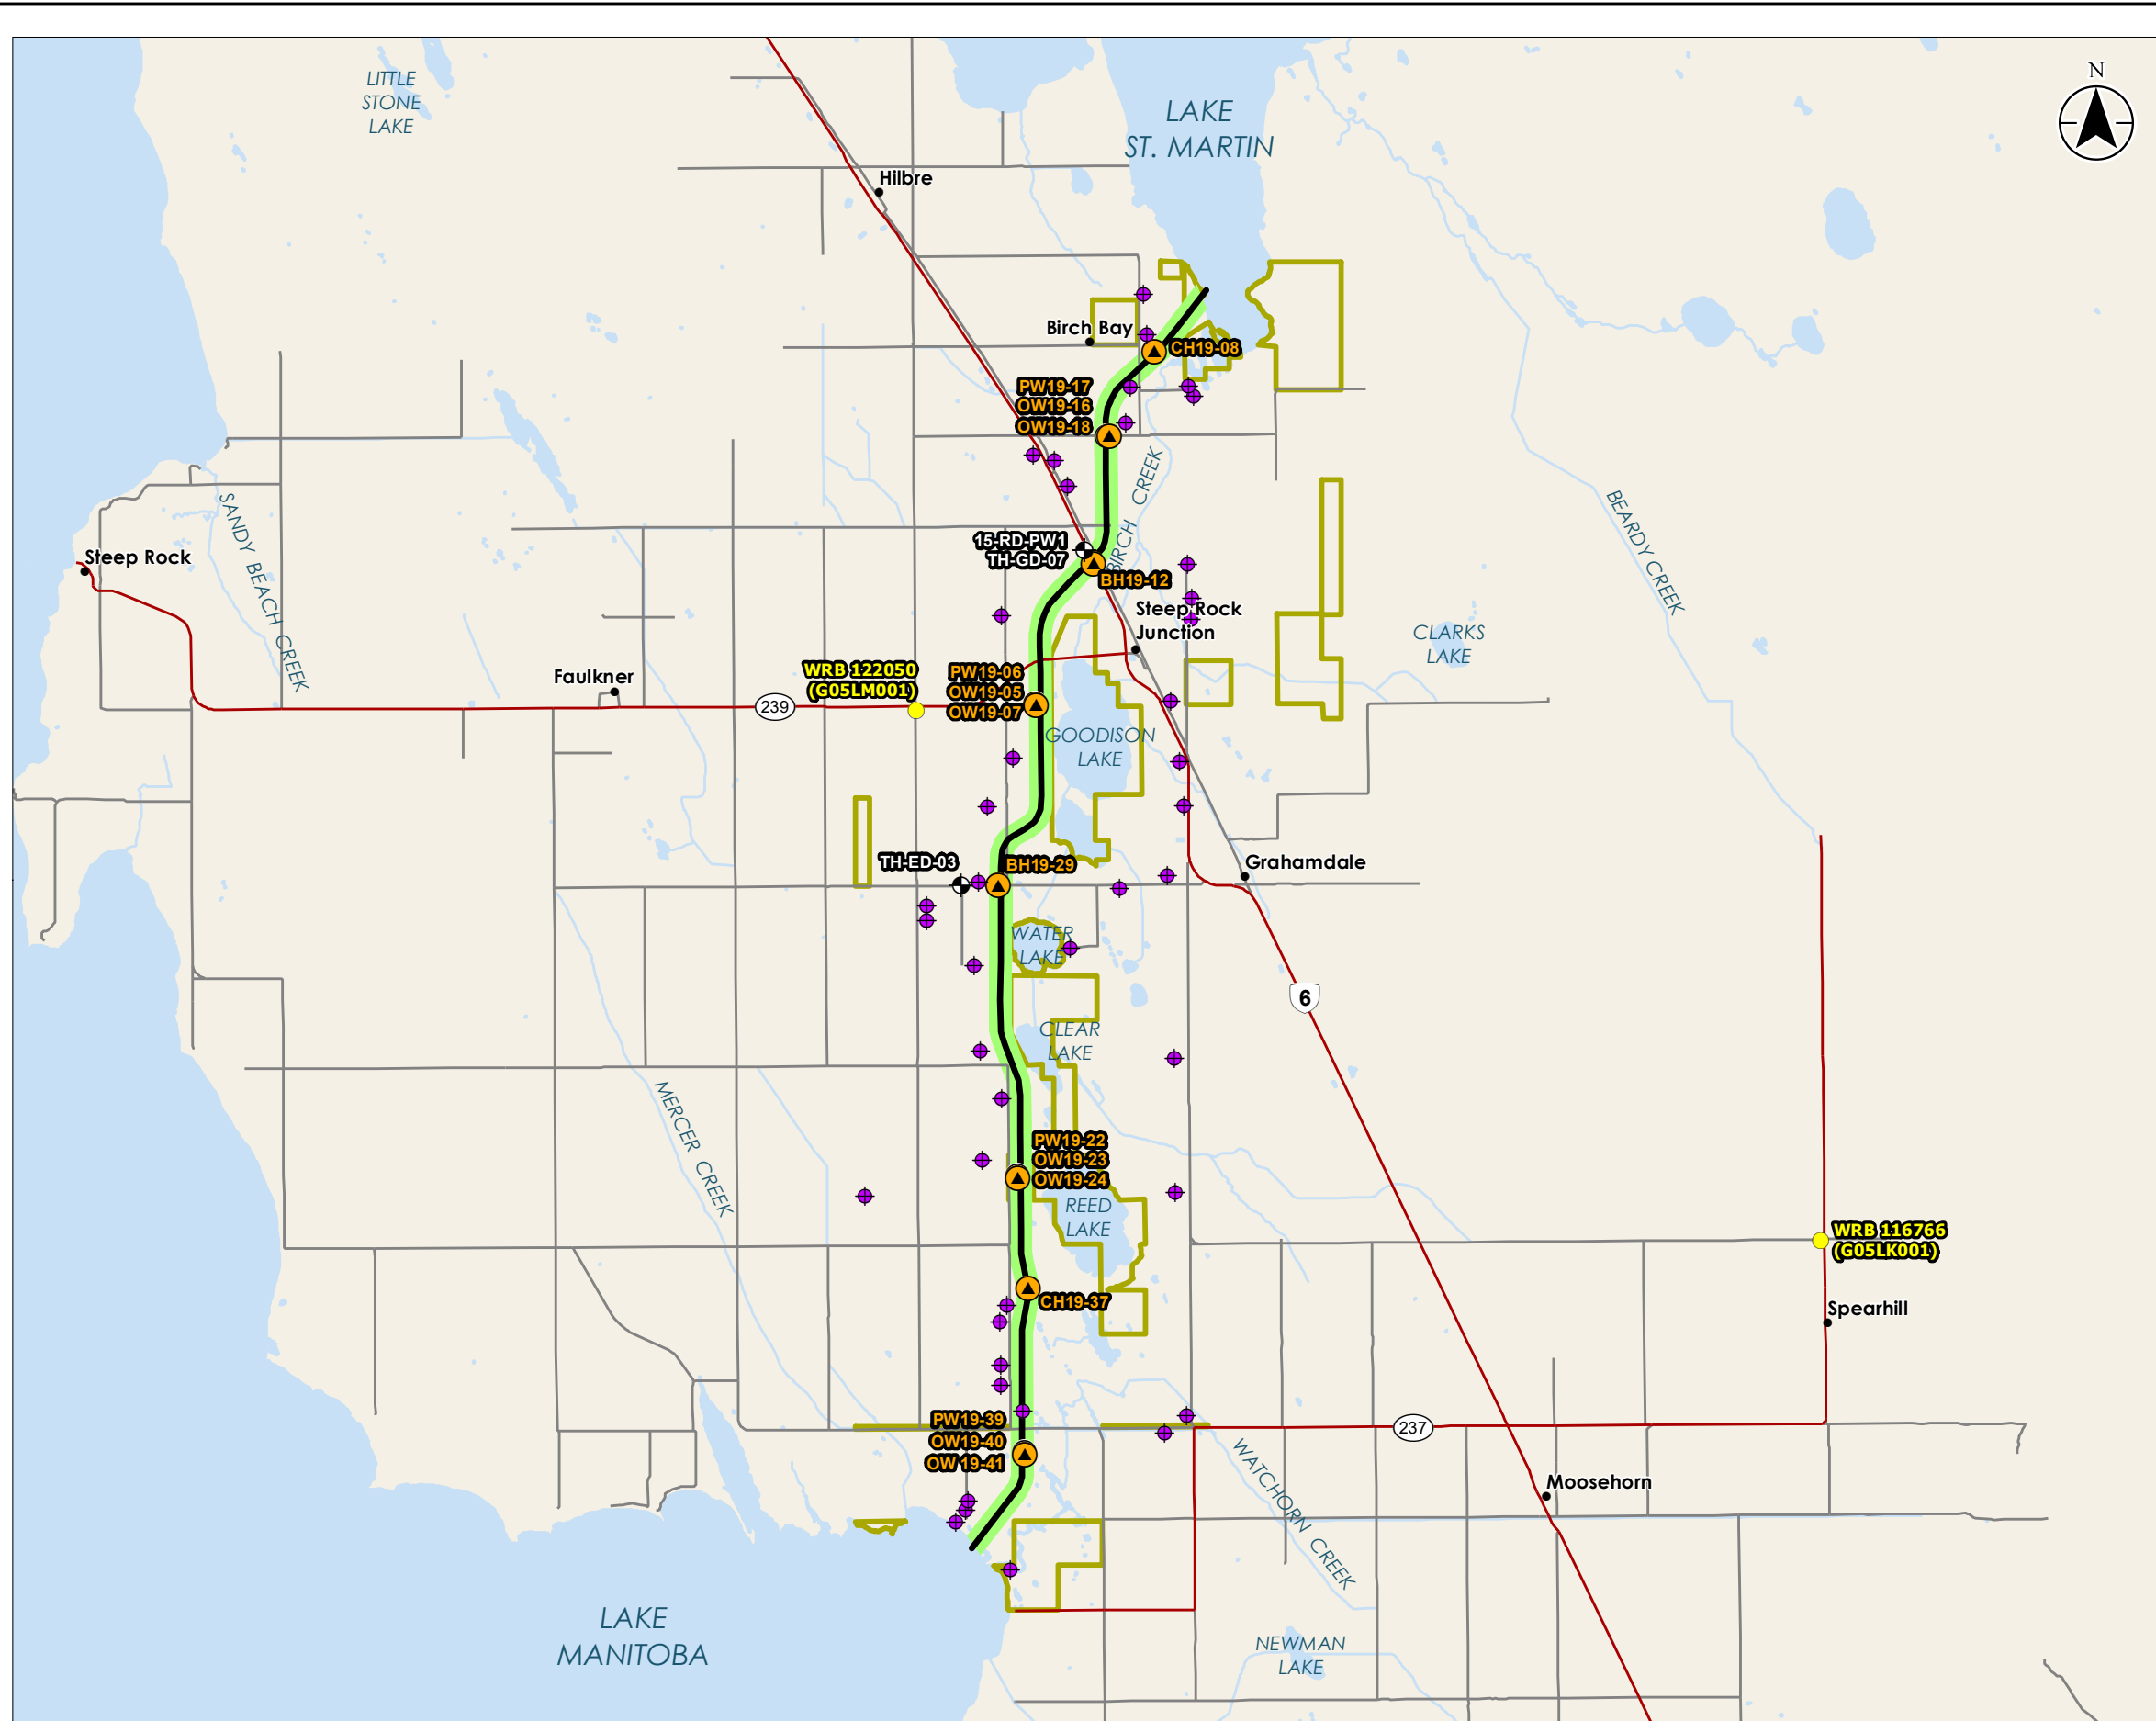 N
LITTLE
STONE
LAKE
LAKE
ST. MARTIN
Hilbre
Birch Bay
CH19-08
PW19-17
OW19-16
OW19-18
BIRCH CREEK
SANDY BEACH CREEK
BEARDY CREEK
15-RD-PW1
TH-GD-07
Steep Rock
BH19-12
Steep Rock
Junction
CLARKS
LAKE
Faulkner
WRB 122050
(G05LM001)
PW19-06
OW19-05
OW19-07
239
GOODISON
LAKE
TH-ED-03
BH19-29
Grahamdale
WATER
LAKE
6
CLEAR
LAKE
MERCER CREEK
PW19-22
OW19-23
OW19-24
REED
LAKE
WRB 116766
(G05LK001)
CH19-37
Spearhill
PW19-39
OW19-40
OW 19-41
237
WATCHORN CREEK
Moosehorn
LAKE
MANITOBA
NEWMAN
LAKE